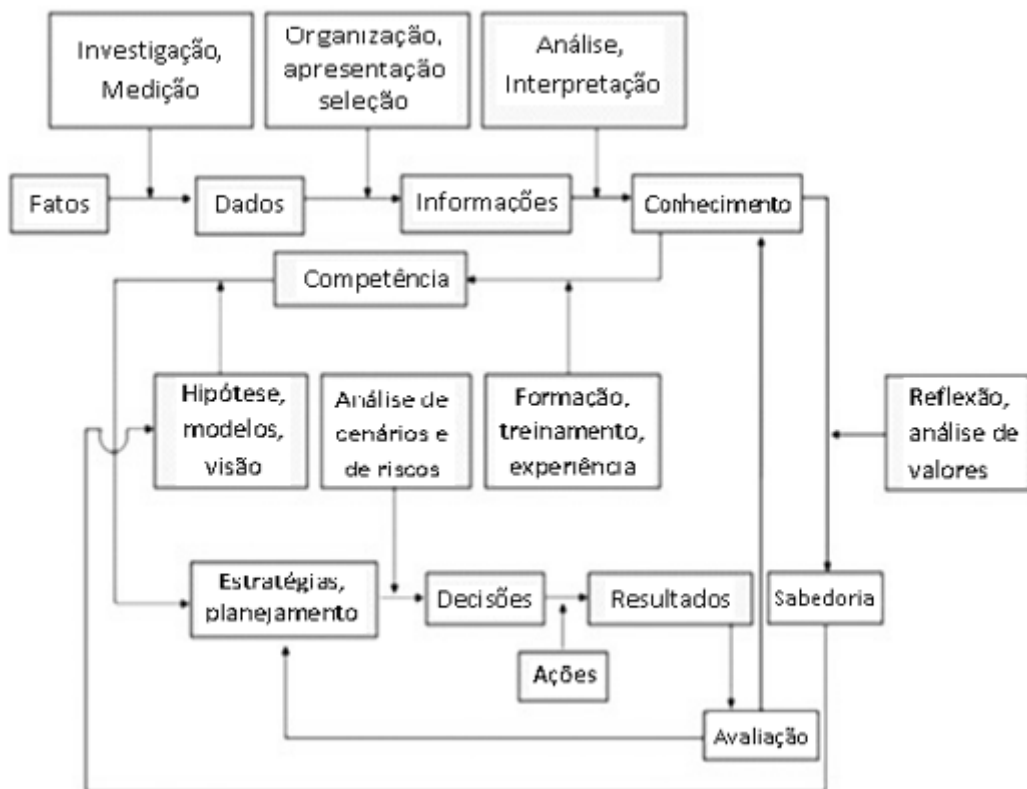 Investigação,
Medição
Organização,
apresentação
seleção
Análise,
Interpretação
Fatos
Dados
Informações
Conhecimento
Competência
Hipótese,
modelos,
visão
Análise de
cenários e
de riscos
Formação,
treinamento,
experiência
Reflexão,
análise de
valores
Estratégias,
planejamento
Decisões
Resultados
Sabedoria
Ações
Avaliação